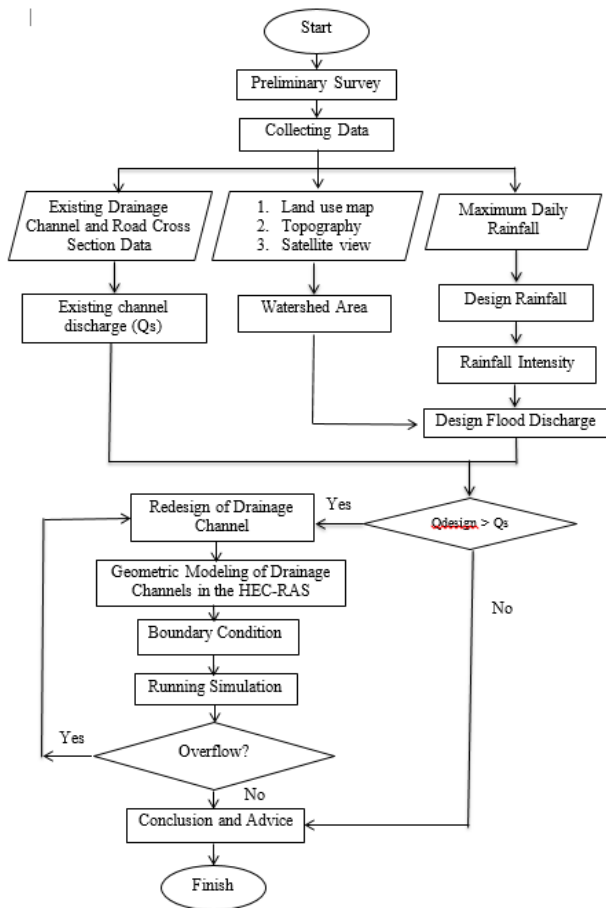 Start
Preliminary Survey
Collecting Data
Existing Drainage
Channel and Road Cross
Section Data
1. Land use map
2. Topography
3. Satellite view
Maximum Daily
Rainfall
Existing channel
discharge (Qs)
Watershed Area
Design Rainfall
Rainfall Intensity
Design Flood Discharge
Qdesign > Qs
Yes
No
Redesign of Drainage
Channel
Geometric Modeling of Drainage
Channels in the HEC-RAS
Boundary Condition
Running Simulation
Overflow?
Yes
No
Conclusion and Advice
Finish